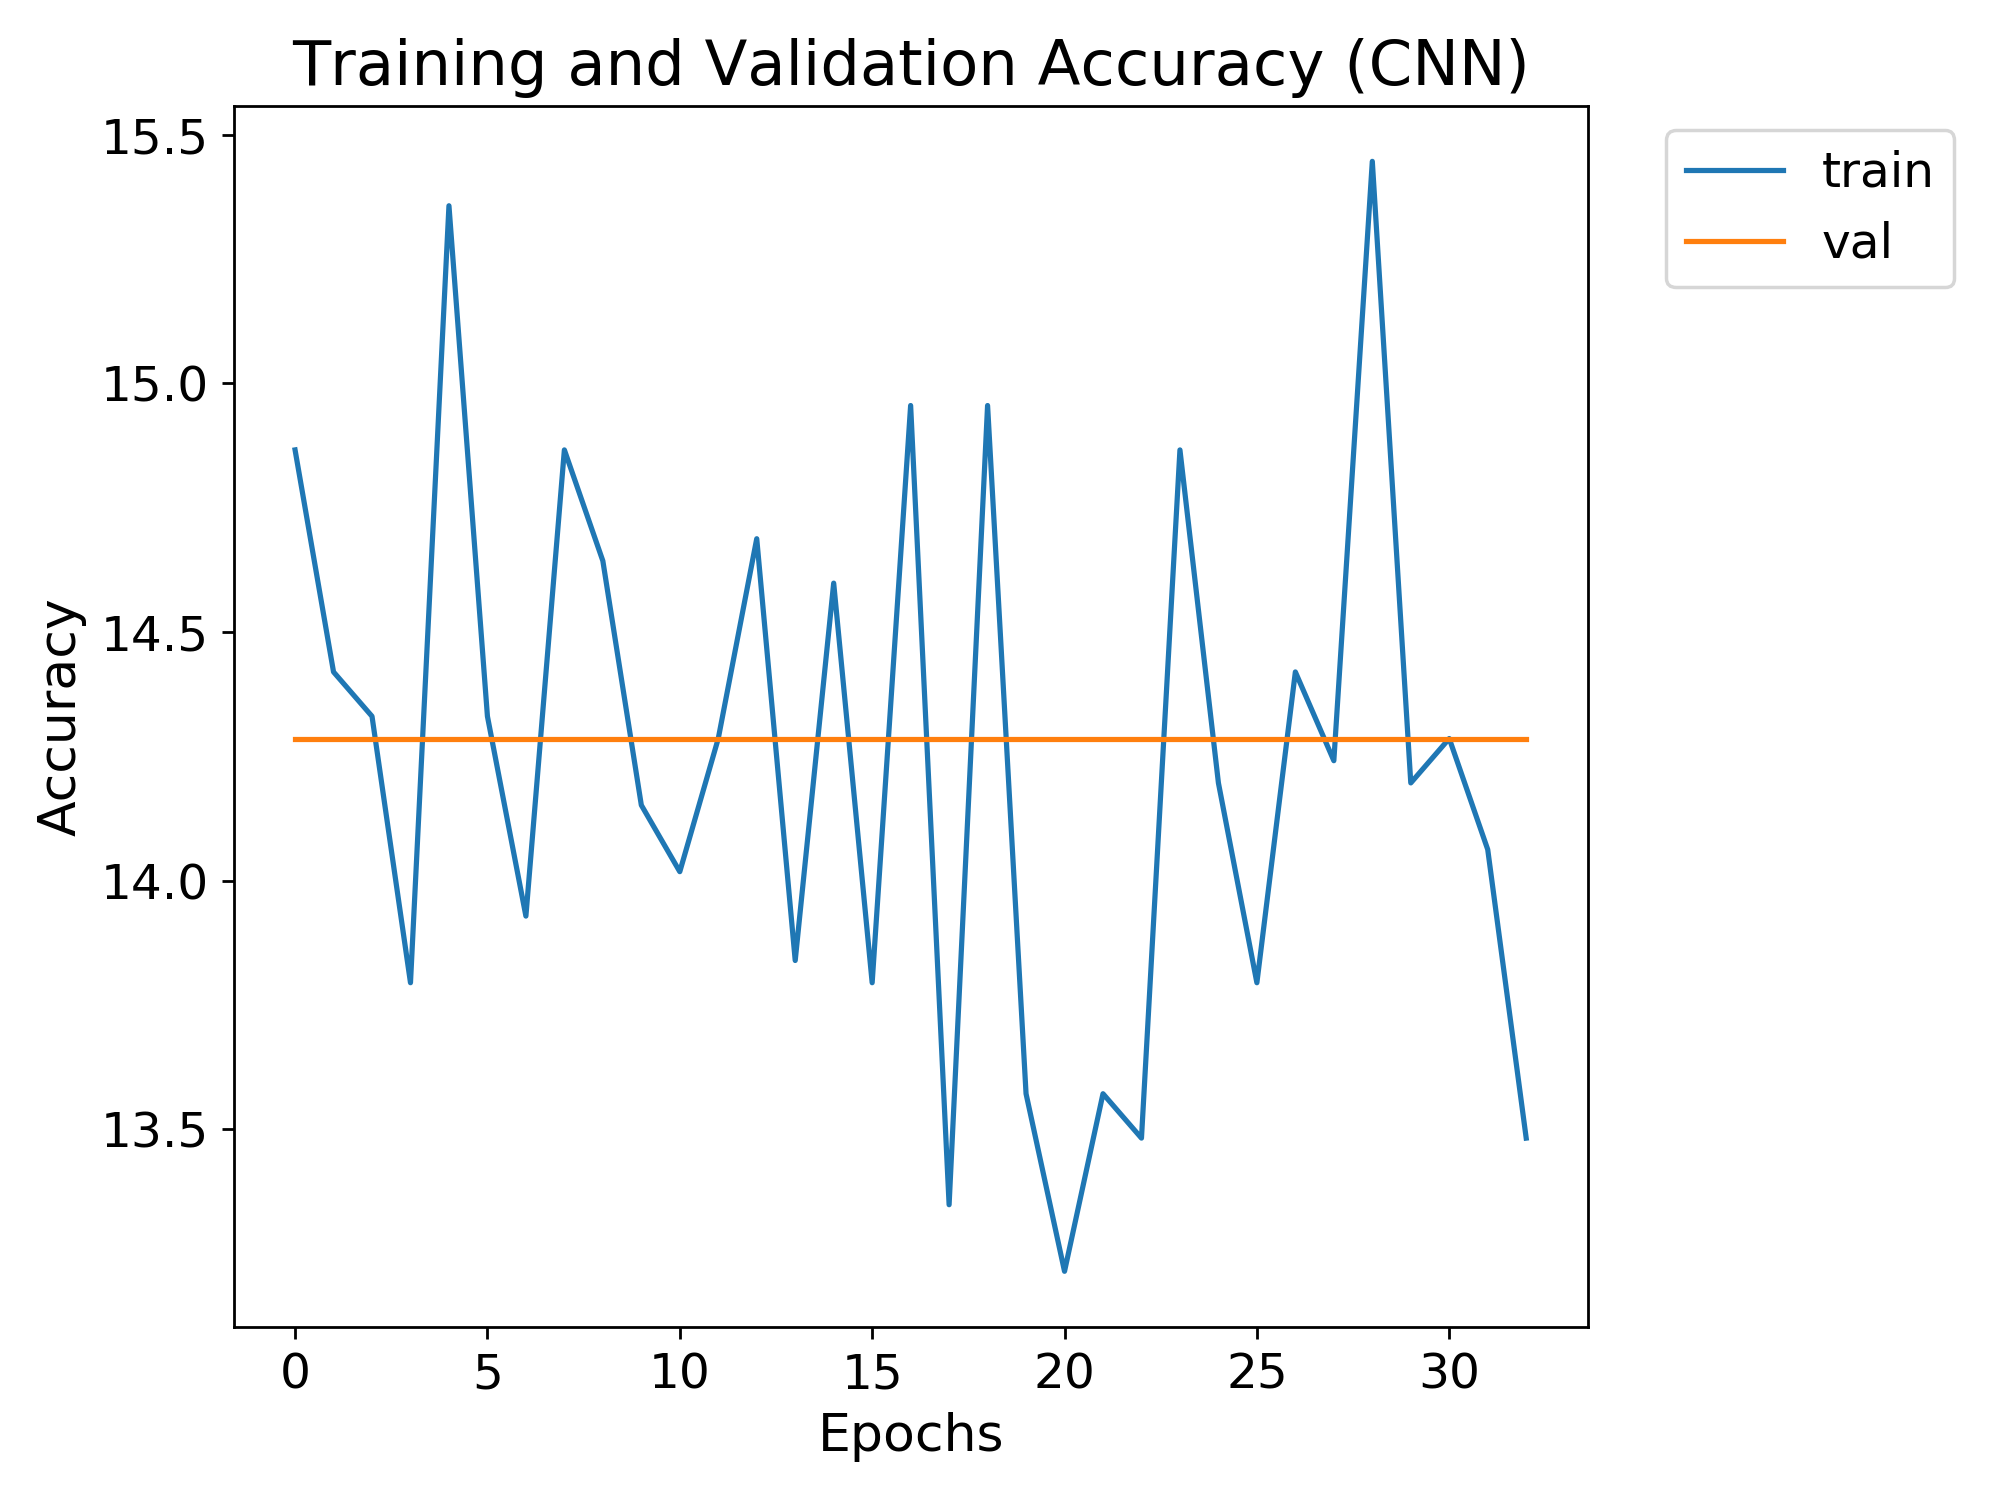 Training and Validation Accuracy (CNN)
train
val
15.5
15.0
14.5
14.0
13.5
Accuracy
0 5 10 15 20 25 30
Epochs